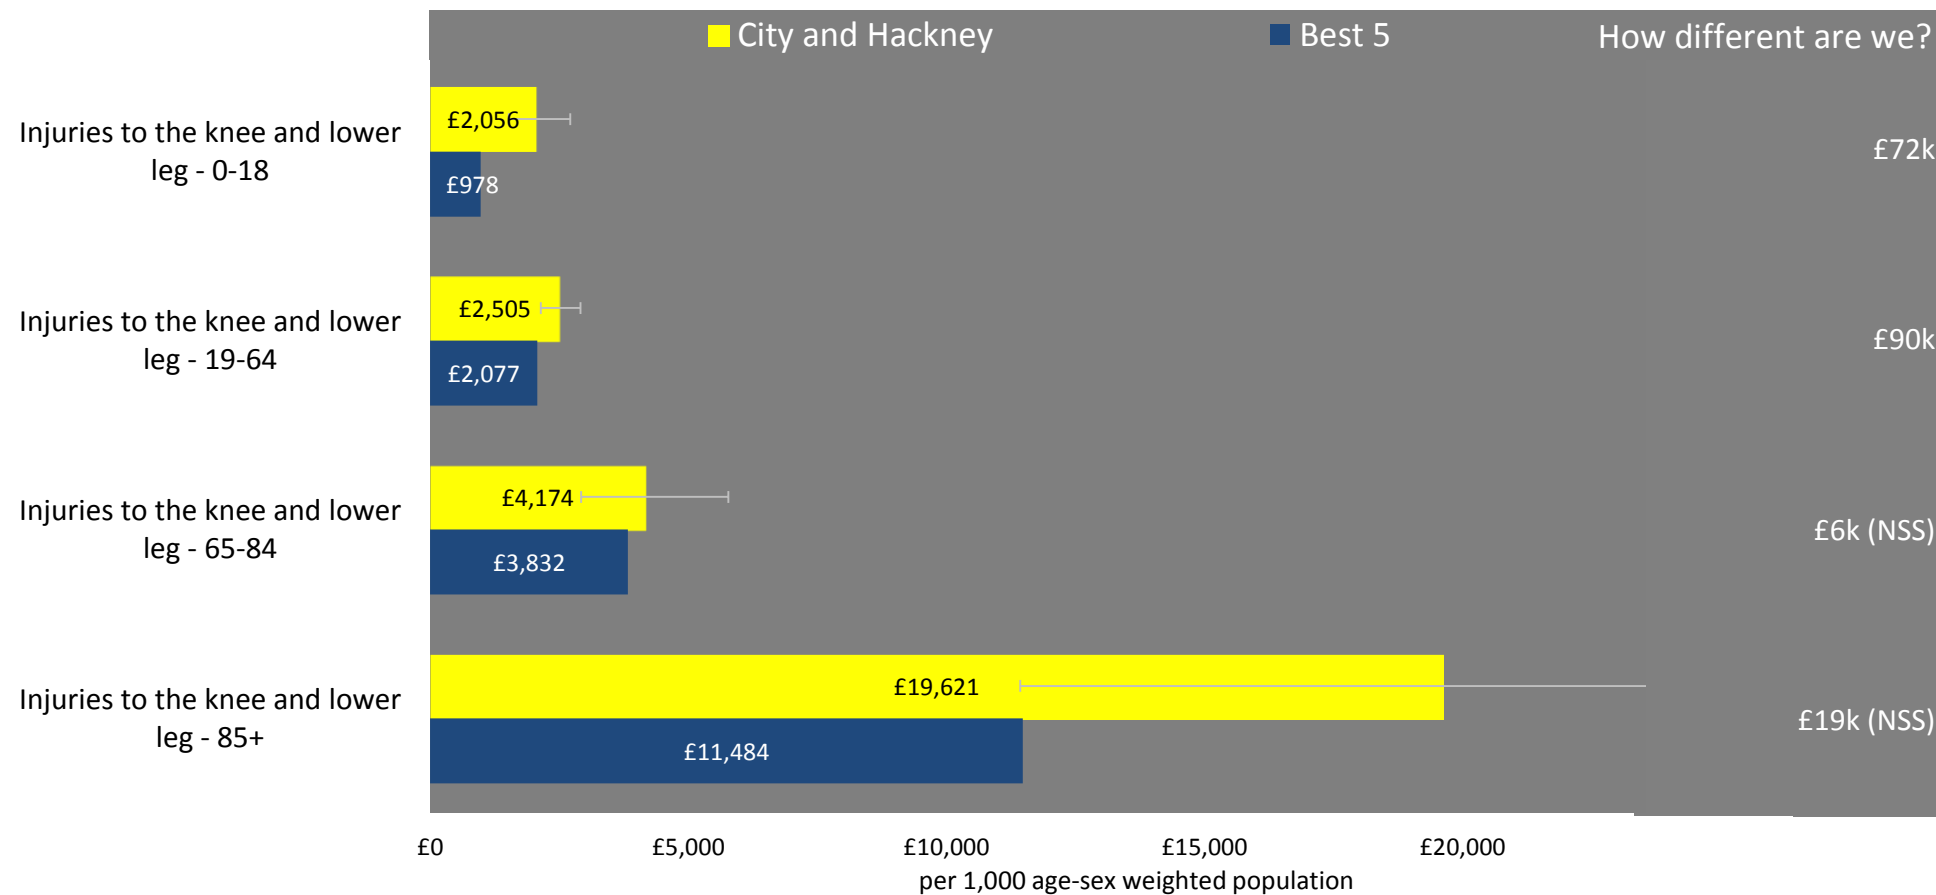 City and Hackney
Best 5
How different are we?
Injuries to the knee and lower
leg - 0-18
£2,056
£978
£72k
Injuries to the knee and lower
leg - 19-64
£2,505
£2,077
£90k
Injuries to the knee and lower
leg - 65-84
£4,174
£3,832
£6k (NSS)
Injuries to the knee and lower
leg - 85+
£19,621
£11,484
£19k (NSS)
£0
£5,000
£10,000
£15,000
£20,000
per 1,000 age-sex weighted population